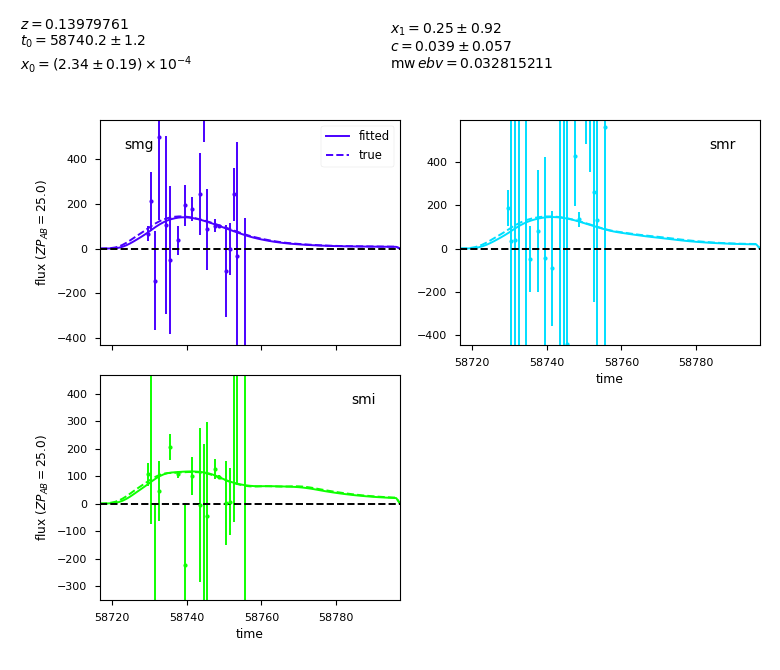 z = 0.13979761
t₀ = 58740.2 ± 1.2
x₀ = (2.34 ± 0.19) × 10⁻⁴
x₁ = 0.25 ± 0.92
c = 0.039 ± 0.057
mw ebv = 0.032815211
smg
fitted
true
400
200
0
−200
−400
flux (ZP_AB = 25.0)
smr
400
200
0
−200
−400
58720 58740 58760 58780
time
smi
400
300
200
100
0
−100
−200
−300
flux (ZP_AB = 25.0)
58720 58740 58760 58780
time